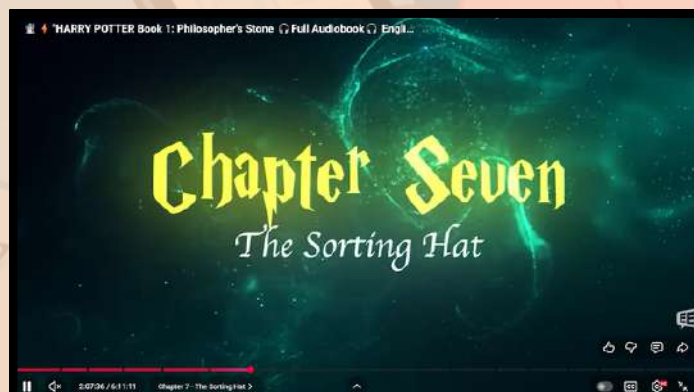 "HARRY POTTER Book 1: Philosopher's Stone 🎧 Full Audiobook 🎧 Engli...
Chapter Seven
The Sorting Hat
2:07:36 / 6:11:11 Chapter 7 - The Sorting Hat >
CC